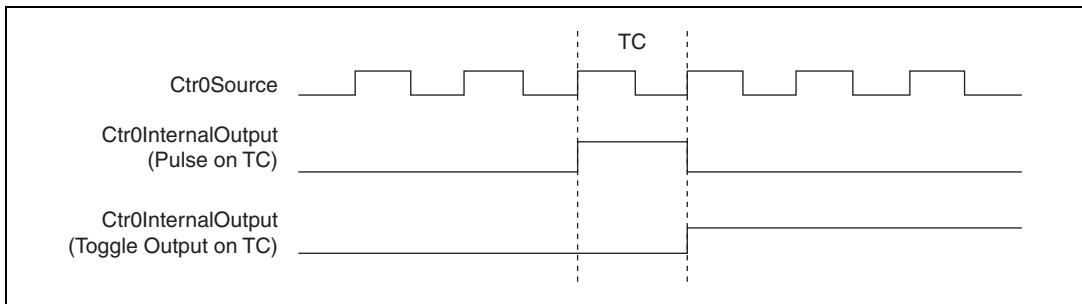 TC
Ctr0Source
Ctr0InternalOutput
(Pulse on TC)
Ctr0InternalOutput
(Toggle Output on TC)